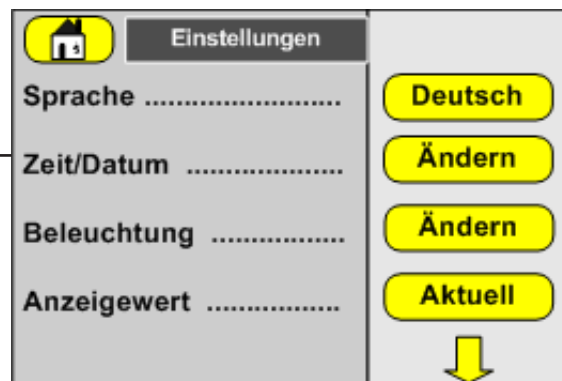 Einstellungen
Sprache ......................... Deutsch
Zeit/Datum .................... Ändern
Beleuchtung ................. Ändern
Anzeigewert ................. Aktuell